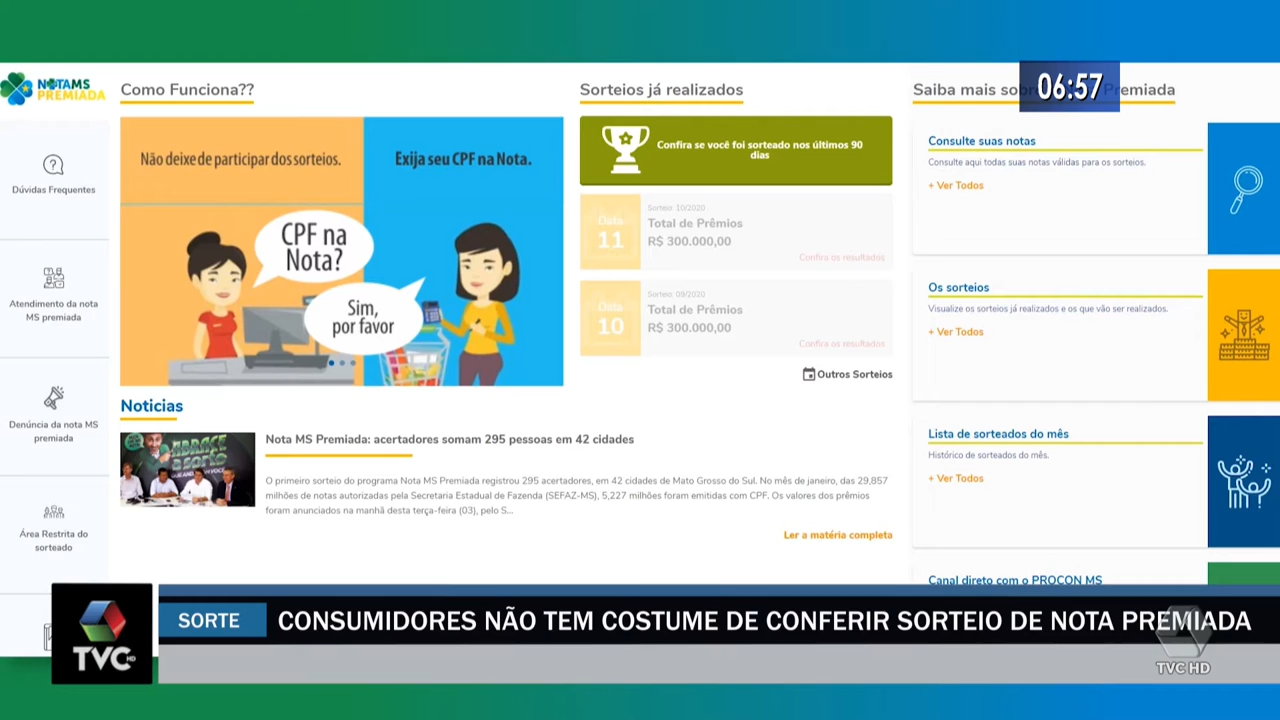 NOTAMS
PREMIADA
Dúvidas Frequentes
Atendimento da nota
MS premiada
Denúncia da nota MS
premiada
Área Restrita do
sorteado
Como Funciona??
Não deixe de participar dos sorteios.
Exija seu CPF na Nota.
CPF na
Nota?
Sim,
por favor
Noticias
Nota MS Premiada: acertadores somam 295 pessoas em 42 cidades
O primeiro sorteio do programa Nota MS Premiada registrou 295 acertadores, em 42 cidades de Mato Grosso do Sul. No mês de janeiro, das 29,857
milhões de notas autorizadas pela Secretaria Estadual de Fazenda (SEFAZ-MS), 5,227 milhões foram emitidas com CPF. Os valores dos prêmios
foram anunciados na manhã desta terça-feira (03), pelo S...
Ler a matéria completa
Sorteios já realizados
Confira se você foi sorteado nos últimos 90
dias
Data
11
Sorteio: 10/2020
Total de Prêmios
R$ 300.000,00
Confira os resultados
Data
10
Sorteio: 09/2020
Total de Prêmios
R$ 300.000,00
Confira os resultados
Outros Sorteios
06:57
Saiba mais Premiada
Consulte suas notas
Consulte aqui todas suas notas válidas para os sorteios.
+ Ver Todos
Os sorteios
Visualize os sorteios já realizados e os que vão ser realizados.
+ Ver Todos
Lista de sorteados do mês
Histórico de sorteados do mês.
+ Ver Todos
Canal direto com o PROCON MS
SORTE
CONSUMIDORES NÃO TEM COSTUME DE CONFERIR SORTEIO DE NOTA PREMIADA
TVC HD
TVC HD